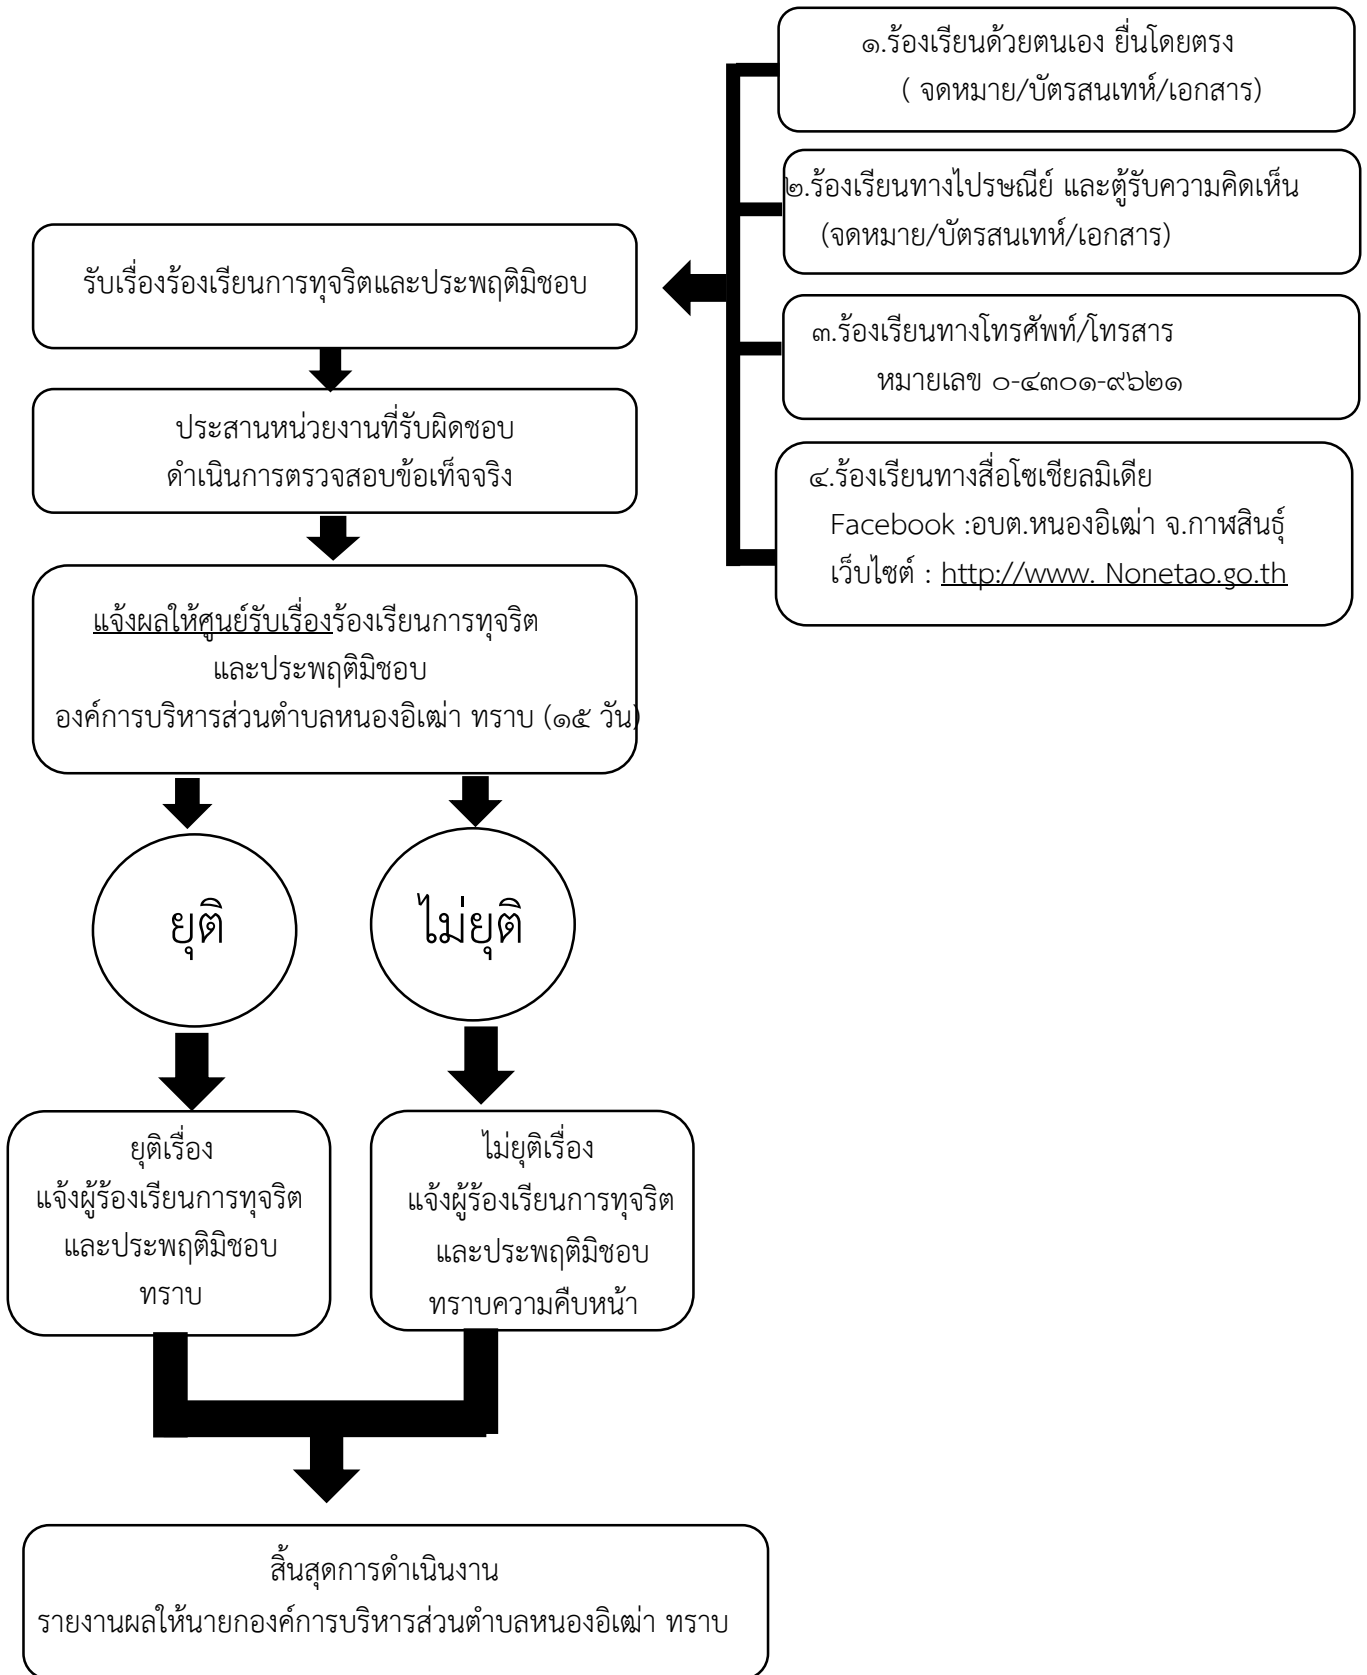 ๑.ร้องเรียนด้วยตนเอง ยื่นโดยตรง
( จดหมาย/บัตรสนเทห์/เอกสาร)
๒.ร้องเรียนทางไปรษณีย์ และตู้รับความคิดเห็น
(จดหมาย/บัตรสนเทห์/เอกสาร)
๓.ร้องเรียนทางโทรศัพท์/โทรสาร
หมายเลข ๐-๔๓๐๑-๙๖๒๑
๔.ร้องเรียนทางสื่อโซเชียลมิเดีย
Facebook :อบต.หนองอิเฒ่า จ.กาฬสินธุ์
เว็บไซต์ : http://www. Nonetao.go.th
รับเรื่องร้องเรียนการทุจริตและประพฤติมิชอบ
ประสานหน่วยงานที่รับผิดชอบ
ดำเนินการตรวจสอบข้อเท็จจริง
แจ้งผลให้ศูนย์รับเรื่องร้องเรียนการทุจริต
และประพฤติมิชอบ
องค์การบริหารส่วนตำบลหนองอิเฒ่า ทราบ (๑๕ วัน)
ยุติ
ไม่ยุติ
ยุติเรื่อง
แจ้งผู้ร้องเรียนการทุจริต
และประพฤติมิชอบ
ทราบ
ไม่ยุติเรื่อง
แจ้งผู้ร้องเรียนการทุจริต
และประพฤติมิชอบ
ทราบความคืบหน้า
สิ้นสุดการดำเนินงาน
รายงานผลให้นายกองค์การบริหารส่วนตำบลหนองอิเฒ่า ทราบ